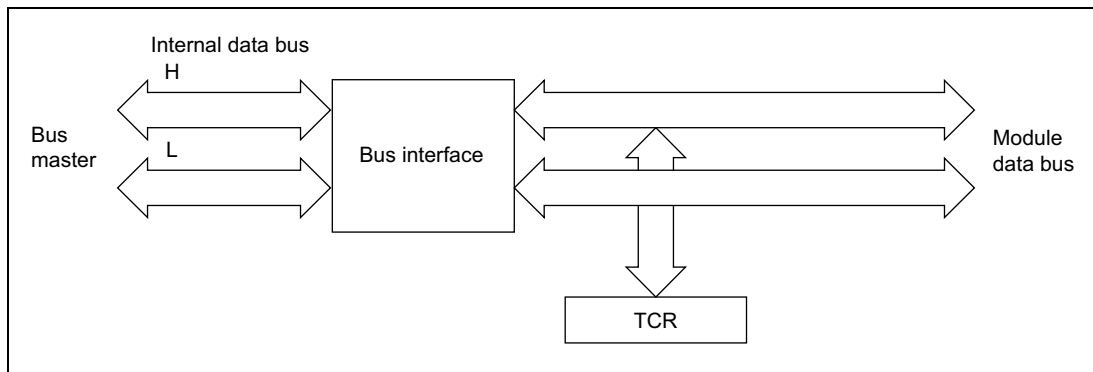 Internal data bus
H
Bus
master
L
Bus interface
Module
data bus
TCR